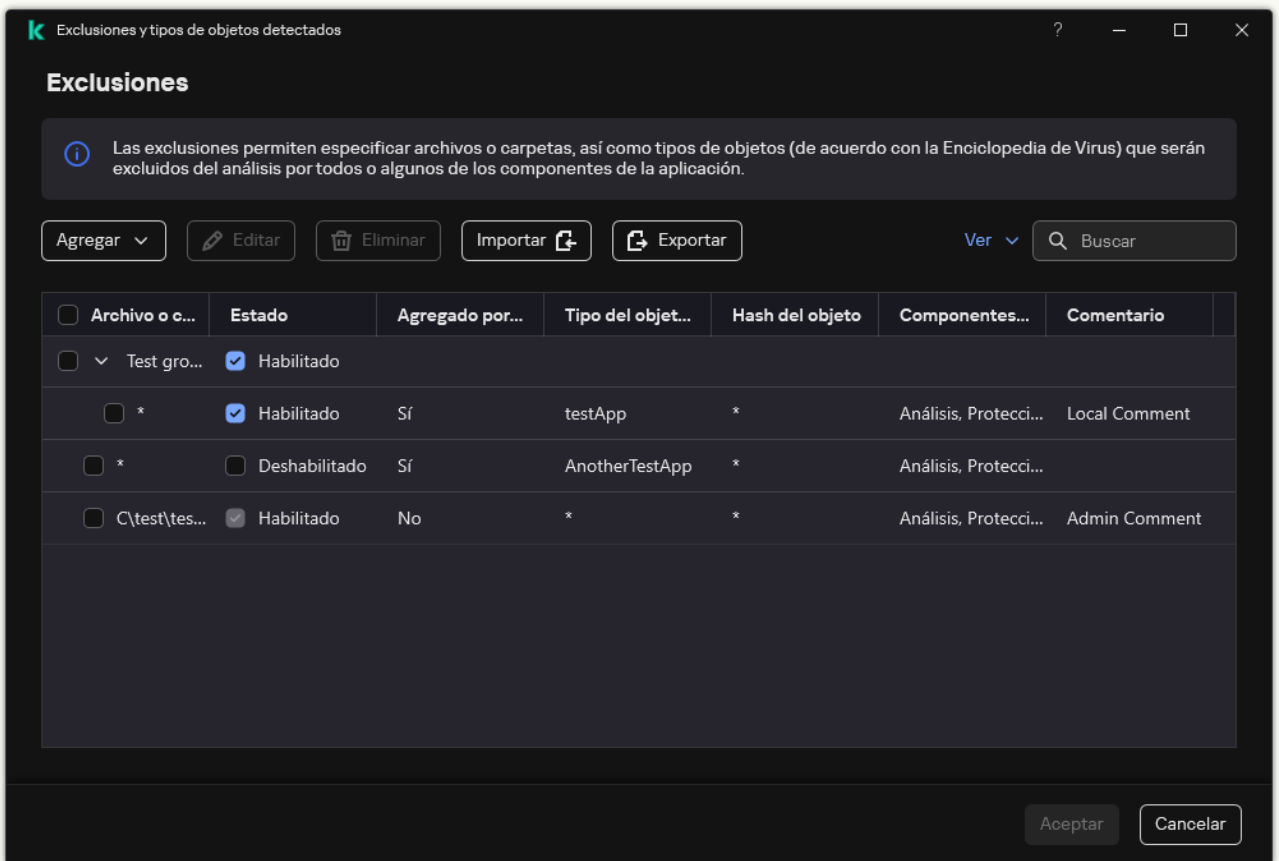 Exclusiones y tipos de objetos detectados
?
Exclusiones
Las exclusiones permiten especificar archivos o carpetas, así como tipos de objetos (de acuerdo con la Enciclopedia de Virus) que serán
excluidos del análisis por todos o algunos de los componentes de la aplicación.
Agregar Editar Eliminar Importar Exportar Ver Buscar
Archivo o c... Estado Agregado por... Tipo del objet... Hash del objeto Componentes... Comentario
Test gro... Habilitado
* Habilitado Sí testApp * Análisis, Protecci... Local Comment
* Deshabilitado Sí AnotherTestApp * Análisis, Protecci...
C\test\tes... Habilitado No * * Análisis, Protecci... Admin Comment
Aceptar Cancelar